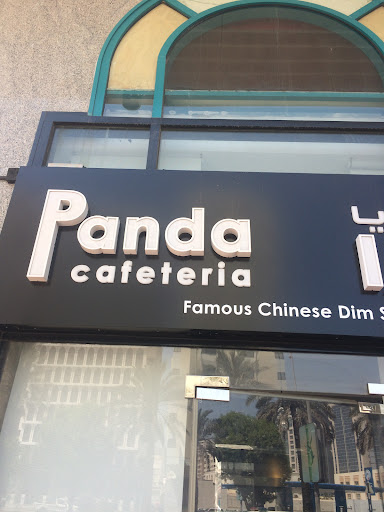 Panda
cafeteria
Famous Chinese Dim